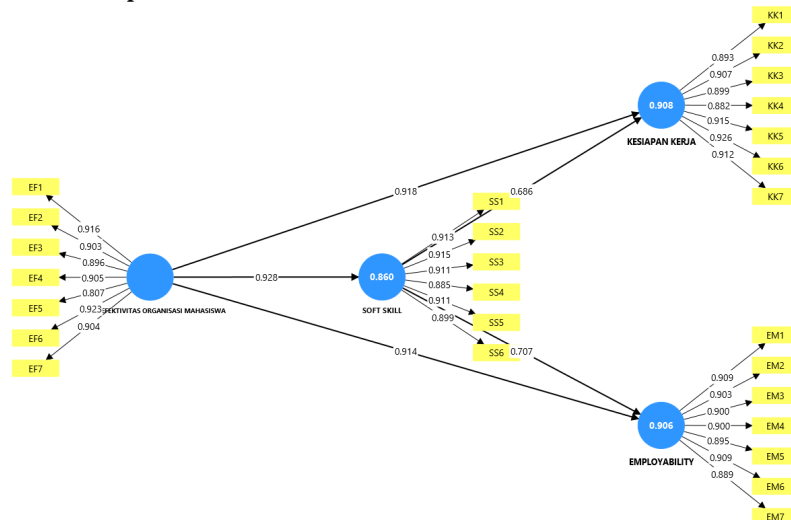 KK1
KK2
KK3
KK4
KK5
KK6
KK7
0.893
0.907
0.899
0.882
0.915
0.926
0.912
0.908
KESIAPAN KERJA
EF1
EF2
EF3
EF4
EF5
EF6
EF7
0.916
0.903
0.896
0.905
0.807
0.923
0.904
FEKTIVITAS ORGANISASI MAHASISWA
0.918
0.928
0.914
0.686
0.707
0.860
SOFT SKILL
SS1
SS2
SS3
SS4
SS5
SS6
0.913
0.915
0.911
0.885
0.911
0.899
0.906
EMPLOYABILITY
EM1
EM2
EM3
EM4
EM5
EM6
EM7
0.909
0.903
0.900
0.900
0.895
0.909
0.889